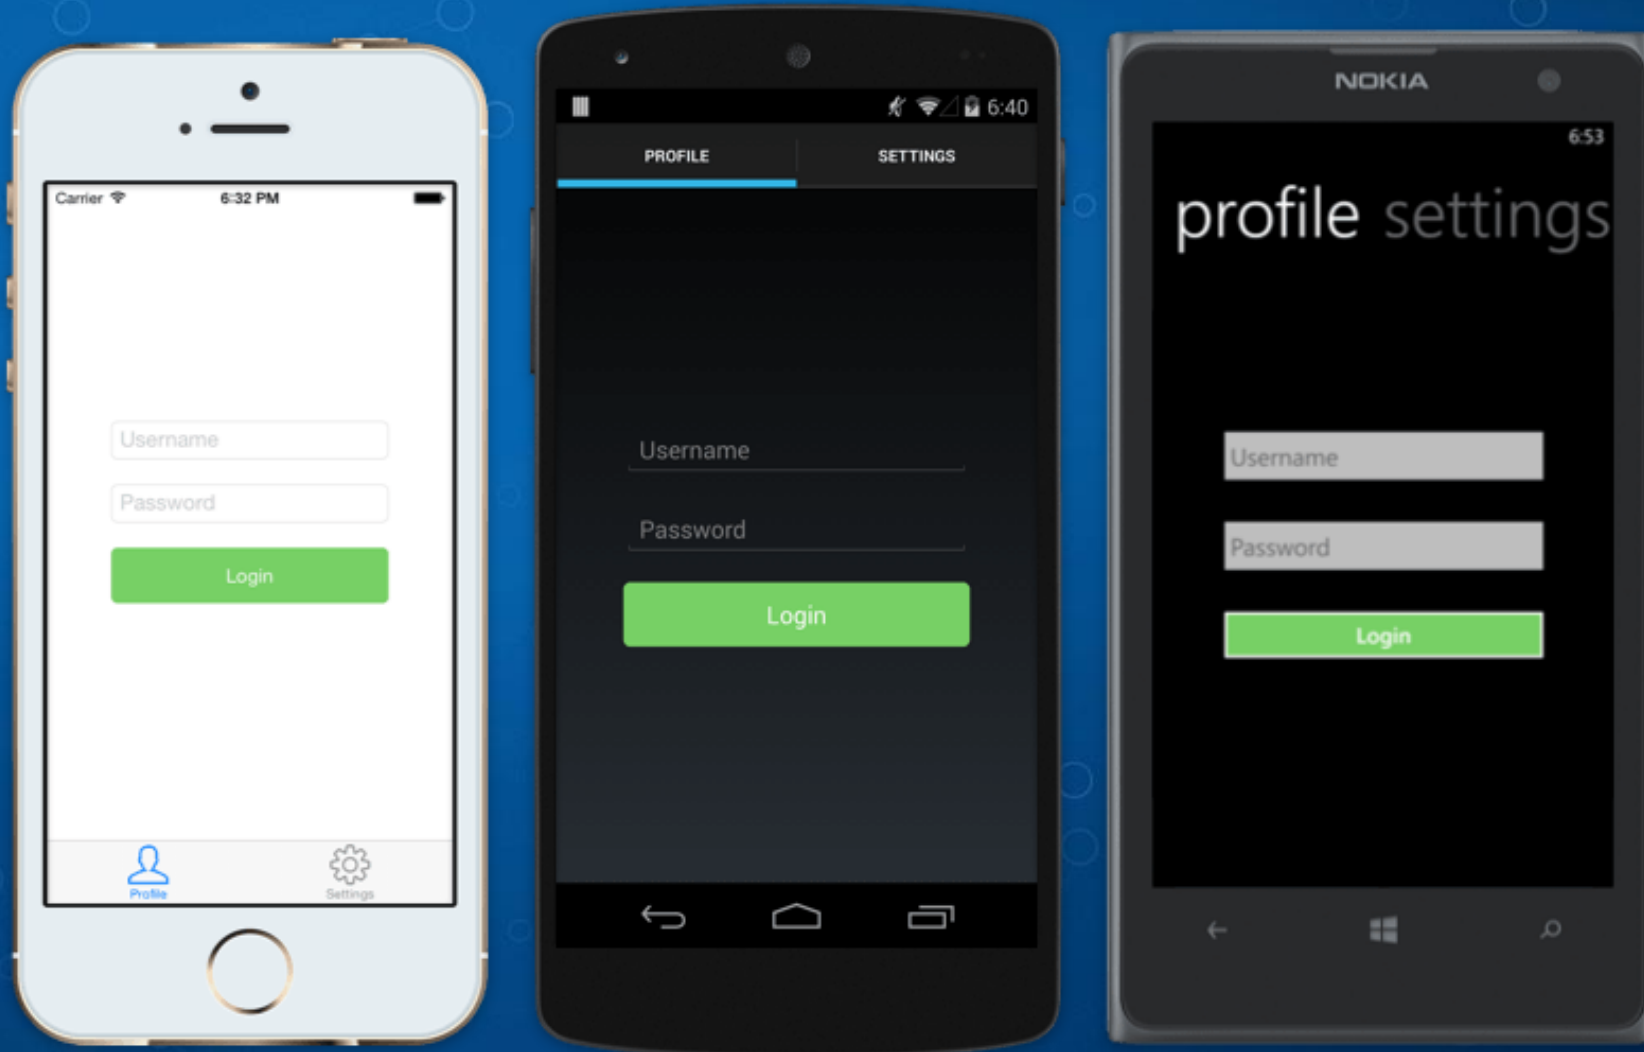 Carrier 6:32 PM
Username
Password
Login
Profile Settings
6:40
PROFILE SETTINGS
Username
Password
Login
NOKIA
6:53
profile settings
Username
Password
Login